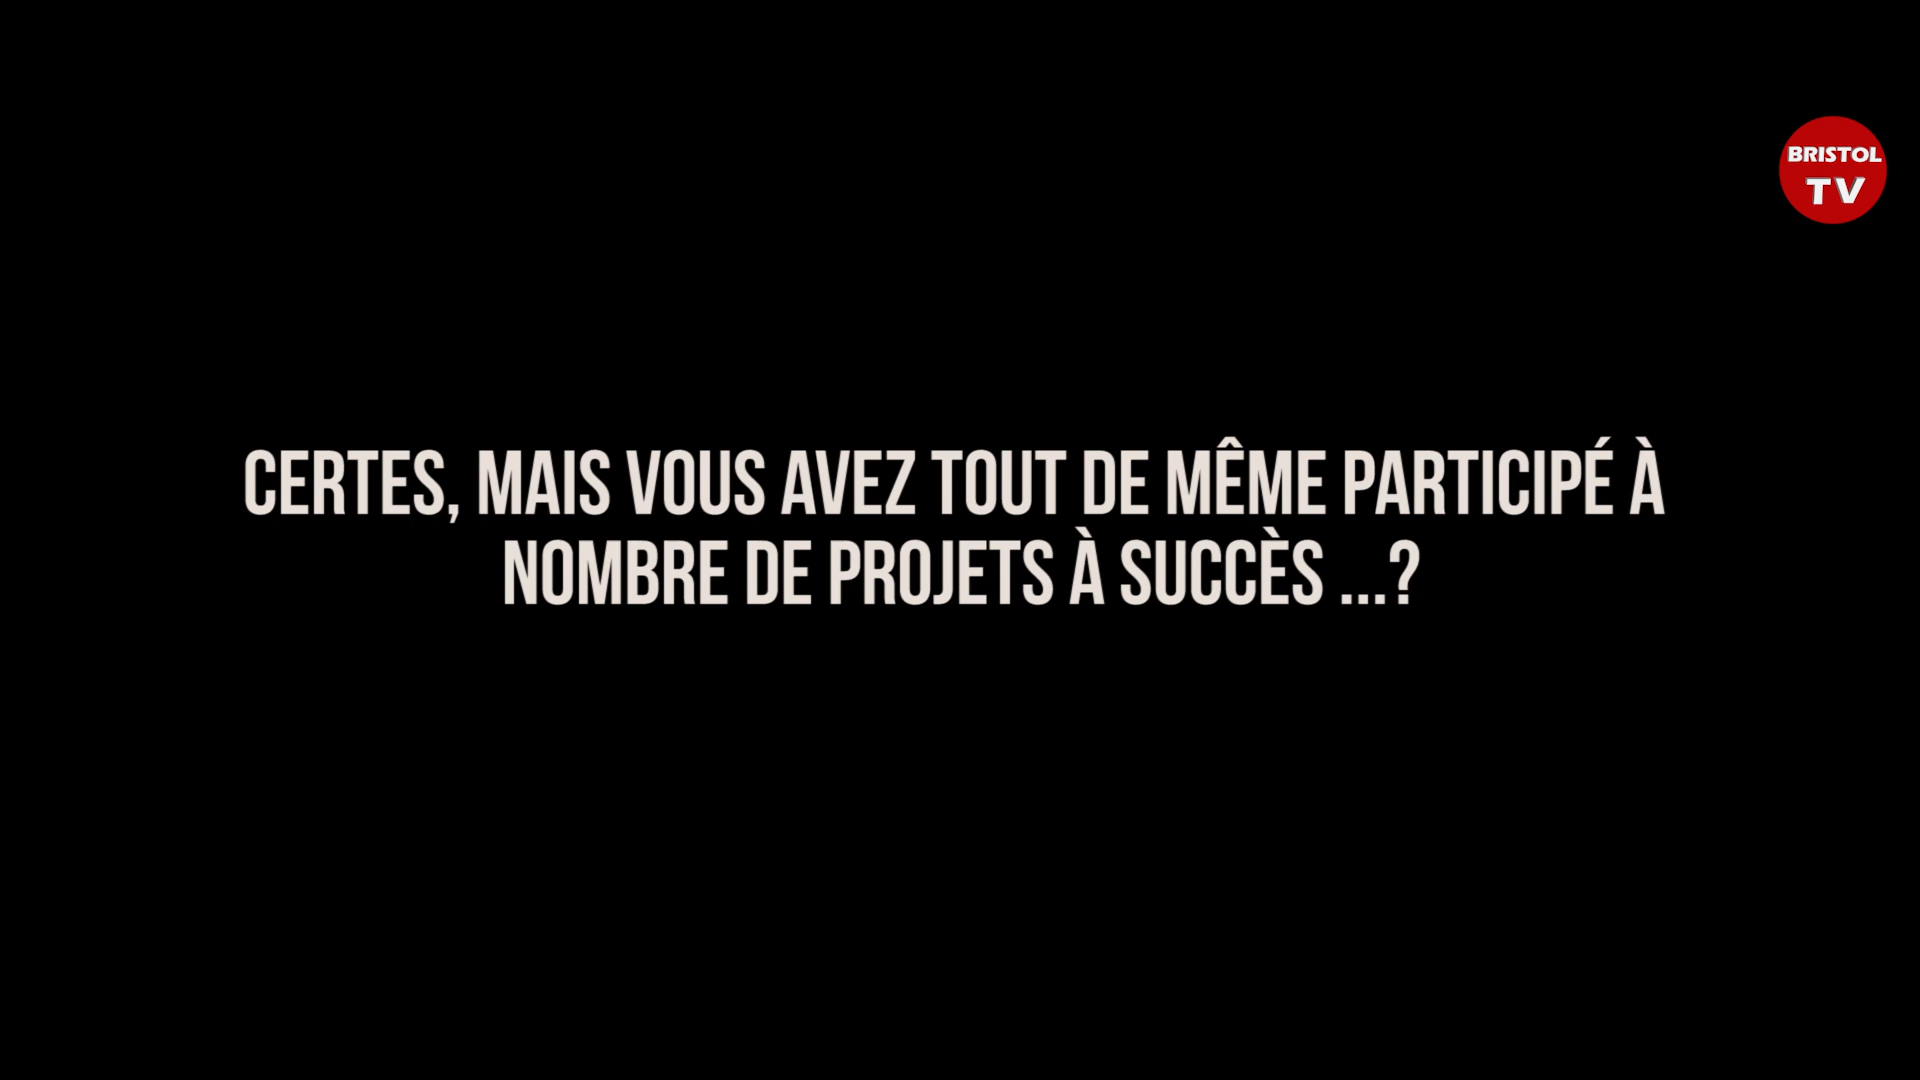 BRISTOL
TV
CERTES, MAIS VOUS AVEZ TOUT DE MÊME PARTICIPÉ À
NOMBRE DE PROJETS À SUCCÈS ...?